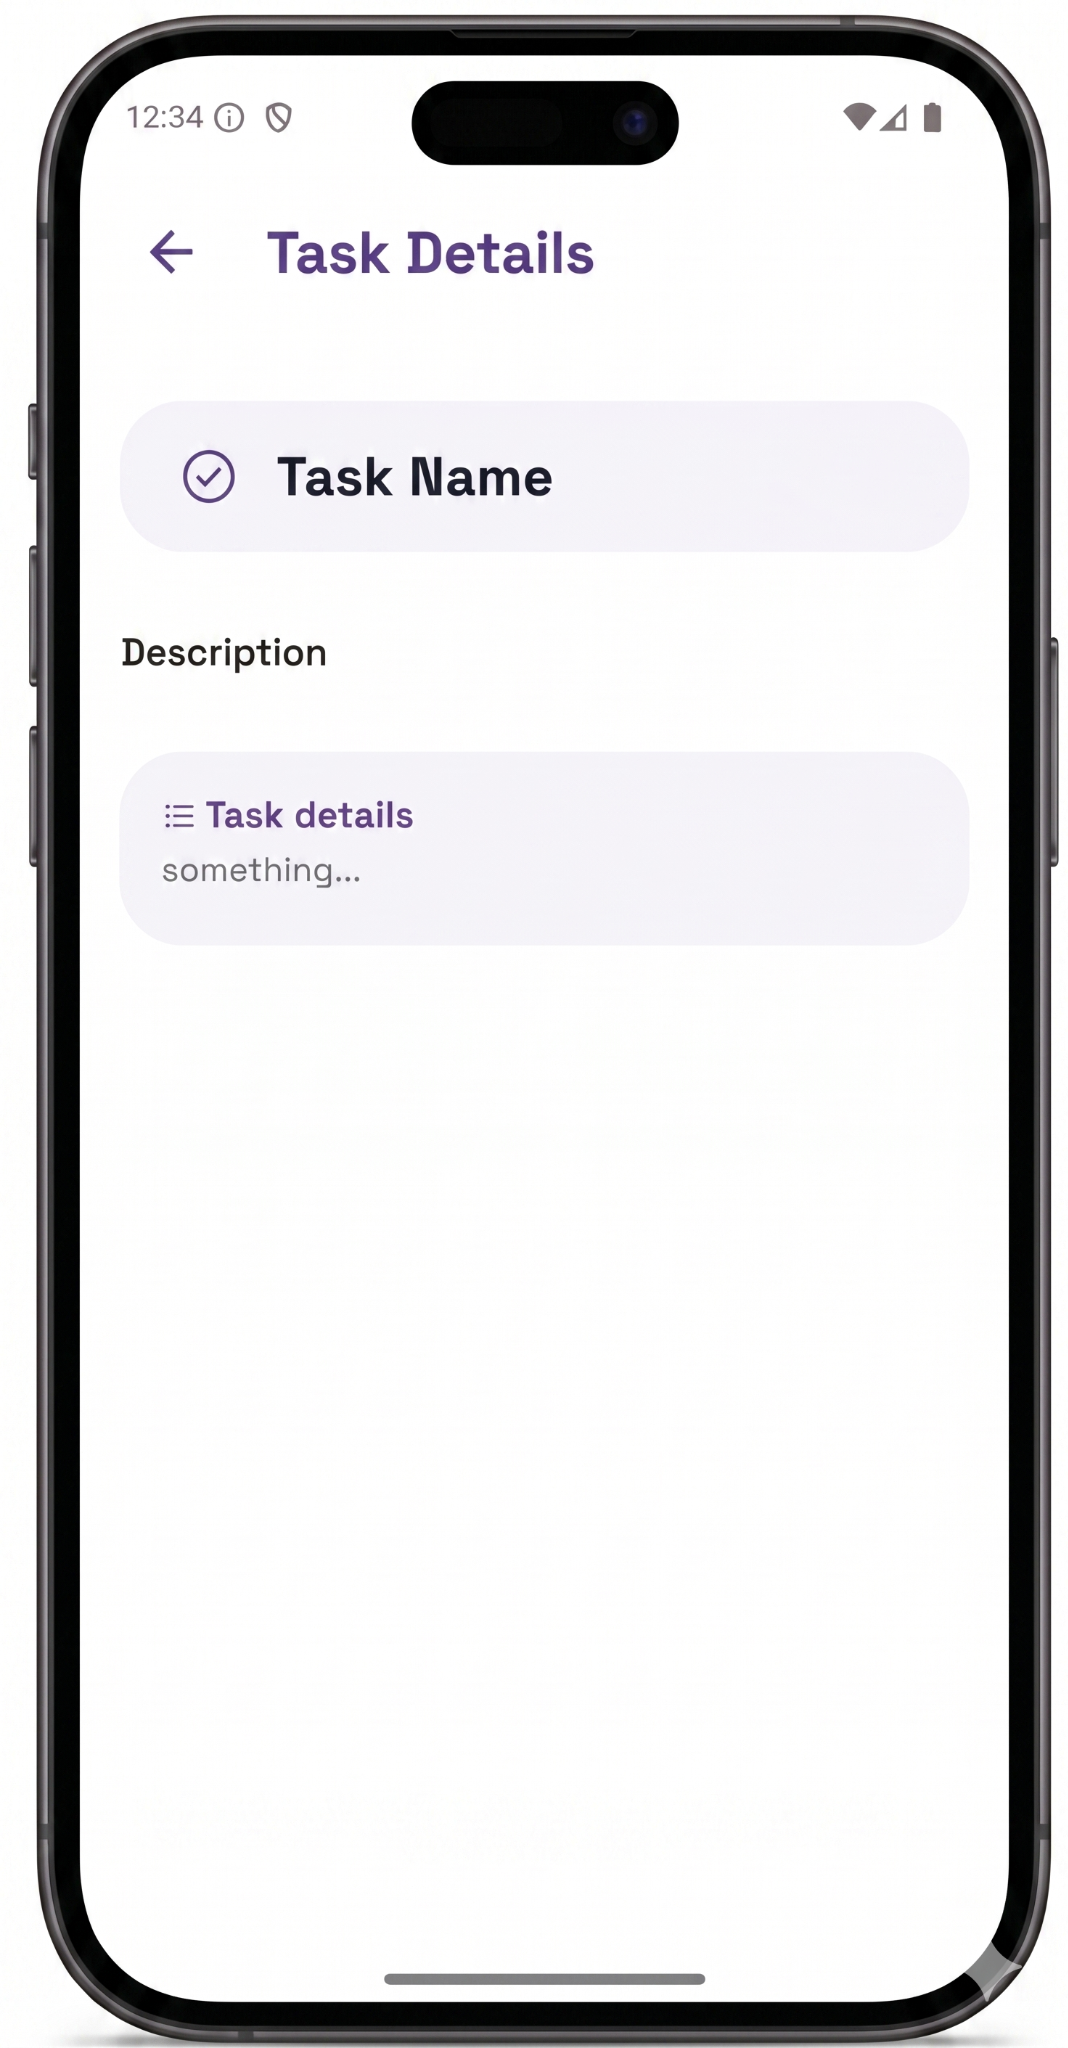 12:34
Task Details
Task Name
Description
Task details
something...